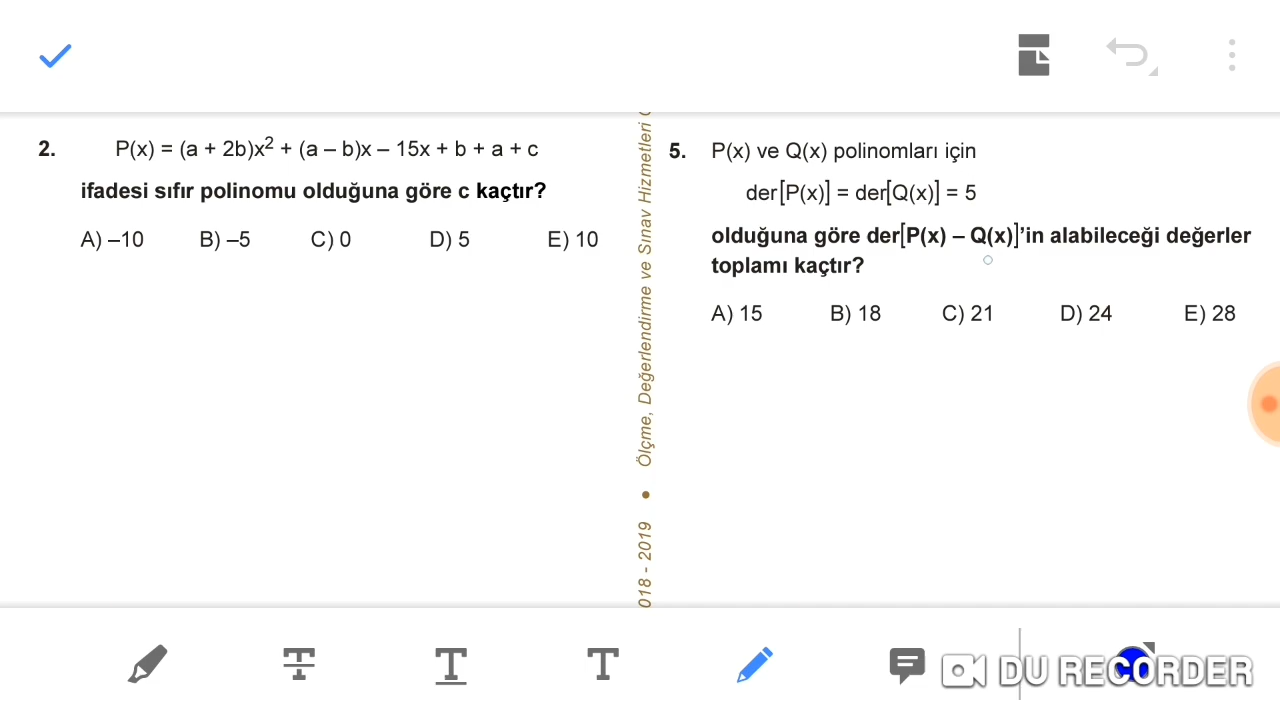 2. P(x) = (a + 2b)x² + (a – b)x – 15x + b + a + c
ifadesi sıfır polinomu olduğuna göre c kaçtır?
A) –10 B) –5 C) 0 D) 5 E) 10
Ölçme, Değerlendirme ve Sınav Hizmetleri
018 - 2019 •
5. P(x) ve Q(x) polinomları için
der[P(x)] = der[Q(x)] = 5
olduğuna göre der[P(x) – Q(x)]'in alabileceği değerler
toplamı kaçtır?
A) 15 B) 18 C) 21 D) 24 E) 28
T T T
DU RECORDER